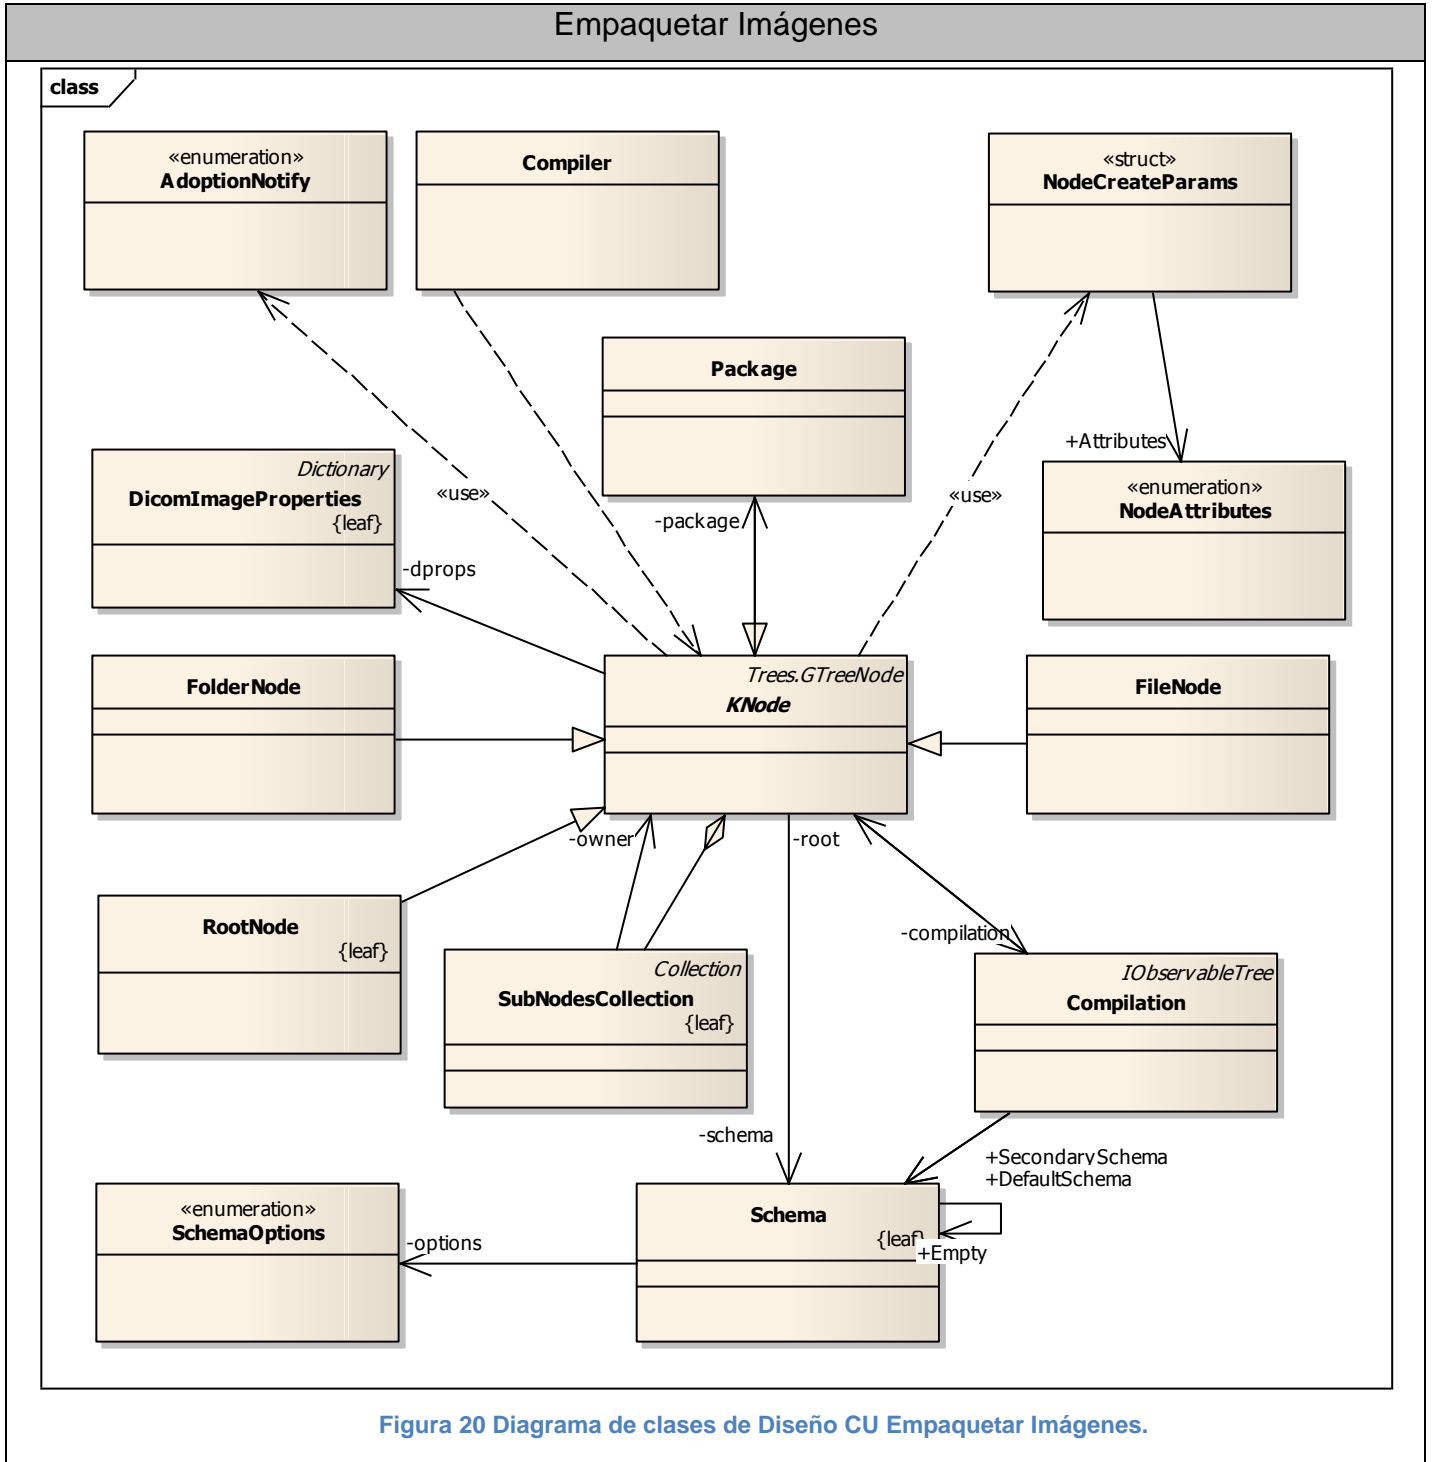 Empaquetar Imágenes
class
«enumeration»
AdoptionNotify
Compiler
«struct»
NodeCreateParams
Package
+Attributes
Dictionary
DicomImageProperties
{leaf}
«use»
«use»
«enumeration»
NodeAttributes
-package
-dprops
FolderNode
Trees.GTreeNode
KNode
FileNode
-owner
-root
RootNode
{leaf}
-compilation
Collection
SubNodesCollection
{leaf}
IObservableTree
Compilation
-schema
+SecondarySchema
+DefaultSchema
«enumeration»
SchemaOptions
-options
Schema
{leaf}
+Empty
Figura 20 Diagrama de clases de Diseño CU Empaquetar Imágenes.